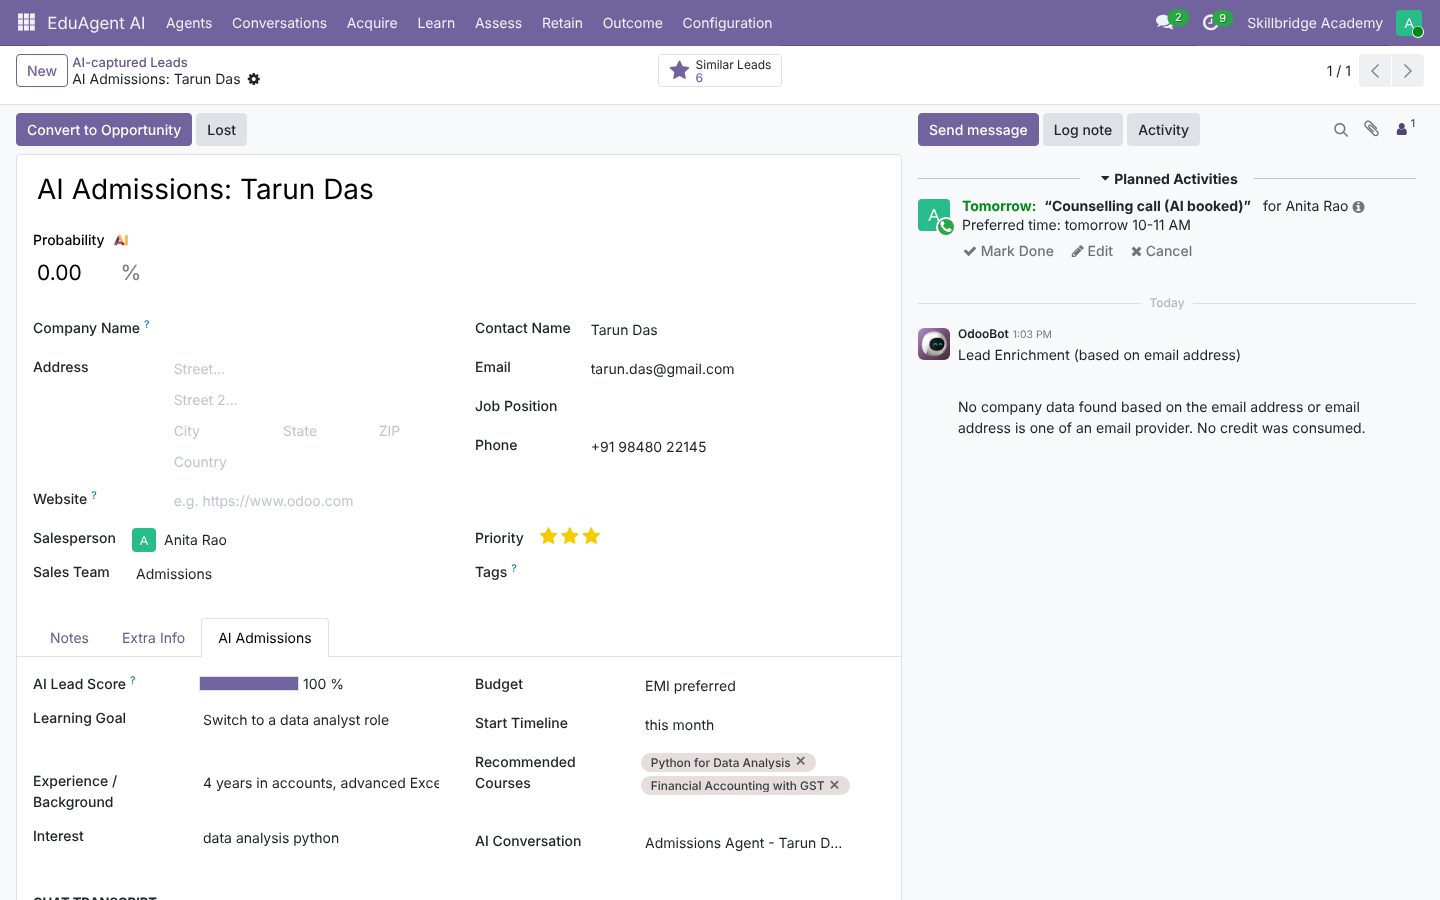 EduAgent AI Agents Conversations Acquire Learn Assess Retain Outcome Configuration 2 9 Skillbridge Academy A
New
AI-captured Leads
AI Admissions: Tarun Das
Similar Leads
6
1 / 1
Convert to Opportunity Lost
AI Admissions: Tarun Das
Probability AI
0.00 %
Company Name ?
Contact Name Tarun Das
Address Street...
Street 2...
City State ZIP
Country
Email tarun.das@gmail.com
Job Position
Phone +91 98480 22145
Website ? e.g. https://www.odoo.com
Salesperson A Anita Rao
Priority
Sales Team Admissions
Tags ?
Notes Extra Info AI Admissions
AI Lead Score ? 100 %
Learning Goal Switch to a data analyst role
Experience /
Background
4 years in accounts, advanced Exce
Interest data analysis python
Budget EMI preferred
Start Timeline this month
Recommended
Courses
Python for Data Analysis ✕
Financial Accounting with GST ✕
AI Conversation Admissions Agent - Tarun D...
Send message Log note Activity 1
Planned Activities
A
Tomorrow: “Counselling call (AI booked)” for Anita Rao
Preferred time: tomorrow 10-11 AM
Mark Done Edit Cancel
Today
OdooBot 1:03 PM
Lead Enrichment (based on email address)
No company data found based on the email address or email
address is one of an email provider. No credit was consumed.